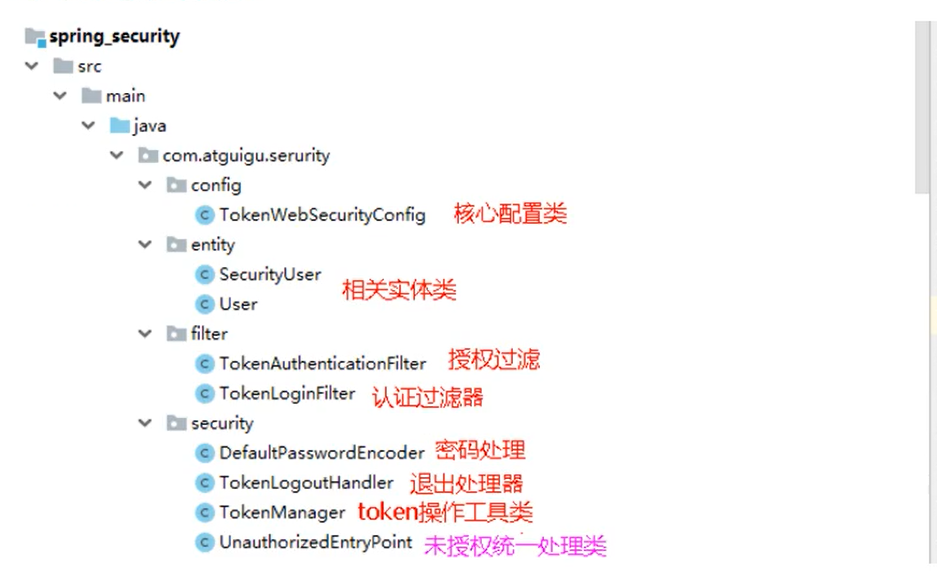 spring_security
src
main
java
com.atguigu.serurity
config
TokenWebSecurityConfig 核心配置类
entity
SecurityUser
相关实体类
User
filter
TokenAuthenticationFilter 授权过滤
TokenLoginFilter 认证过滤器
security
DefaultPasswordEncoder 密码处理
TokenLogoutHandler 退出处理器
TokenManager token操作工具类
UnauthorizedEntryPoint 未授权统一处理类